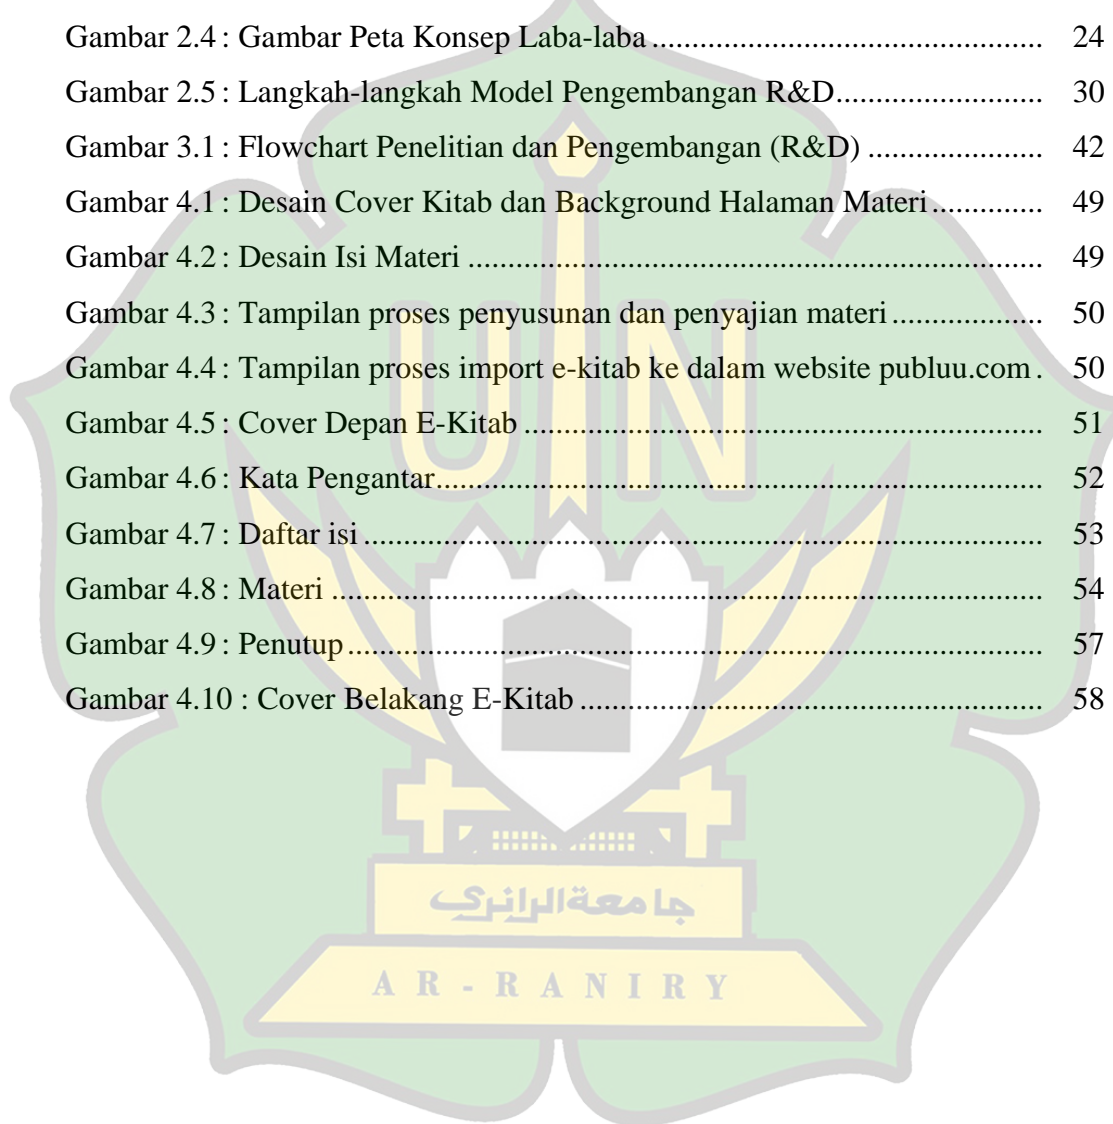 Gambar 2.4 : Gambar Peta Konsep Laba-laba ................................................ 24
Gambar 2.5 : Langkah-langkah Model Pengembangan R&D.......................... 30
Gambar 3.1 : Flowchart Penelitian dan Pengembangan (R&D) ...................... 42
Gambar 4.1 : Desain Cover Kitab dan Background Halaman Materi .............. 49
Gambar 4.2 : Desain Isi Materi ....................................................................... 49
Gambar 4.3 : Tampilan proses penyusunan dan penyajian materi ................... 50
Gambar 4.4 : Tampilan proses import e-kitab ke dalam website publuu.com . 50
Gambar 4.5 : Cover Depan E-Kitab ................................................................ 51
Gambar 4.6 : Kata Pengantar........................................................................... 52
Gambar 4.7 : Daftar isi .................................................................................... 53
Gambar 4.8 : Materi ........................................................................................ 54
Gambar 4.9 : Penutup ...................................................................................... 57
Gambar 4.10 : Cover Belakang E-Kitab ......................................................... 58
UIN
جامعة الرانري
AR-RANIRY